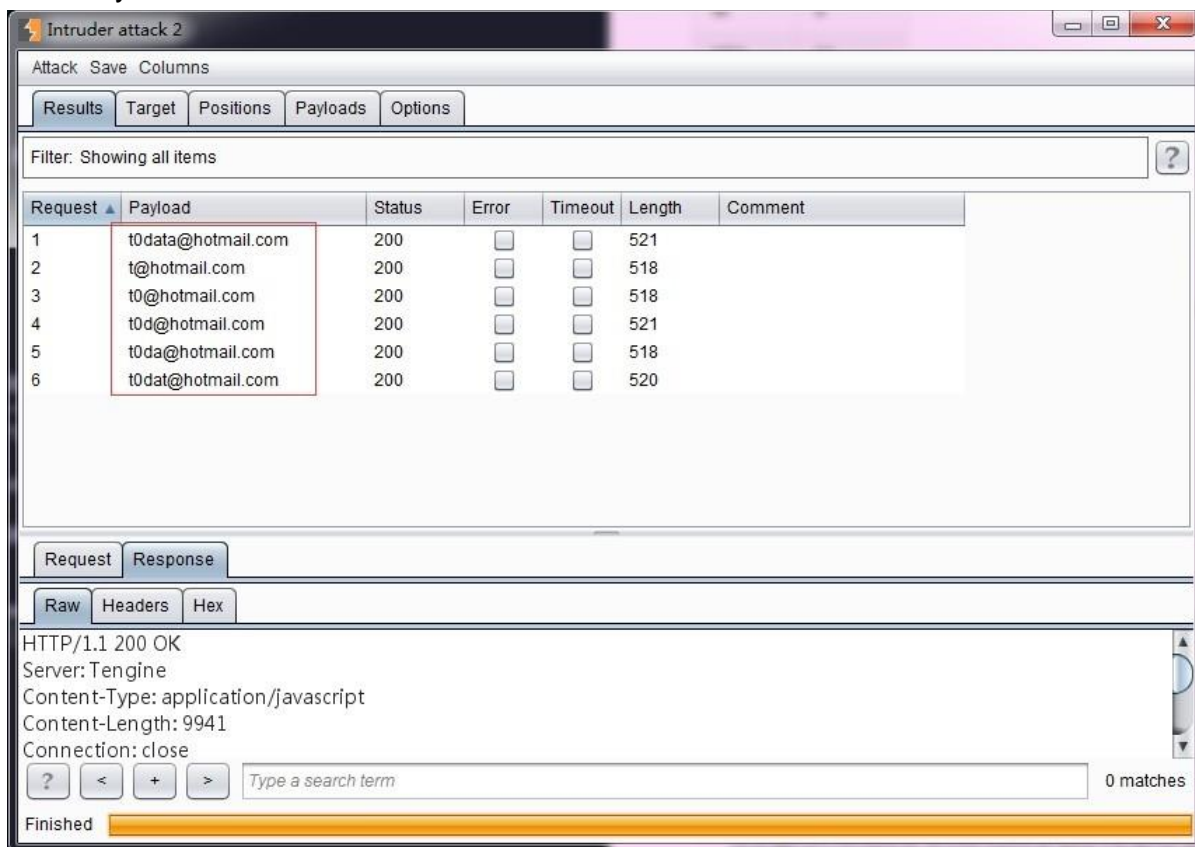 Intruder attack 2
Attack Save Columns
Results Target Positions Payloads Options
Filter: Showing all items ?
Request Payload Status Error Timeout Length Comment
1 t0data@hotmail.com 200 521
2 t@hotmail.com 200 518
3 t0@hotmail.com 200 518
4 t0d@hotmail.com 200 521
5 t0da@hotmail.com 200 518
6 t0dat@hotmail.com 200 520
Request Response
Raw Headers Hex
HTTP/1.1 200 OK
Server: Tengine
Content-Type: application/javascript
Content-Length: 9941
Connection: close
? < + > Type a search term 0 matches
Finished